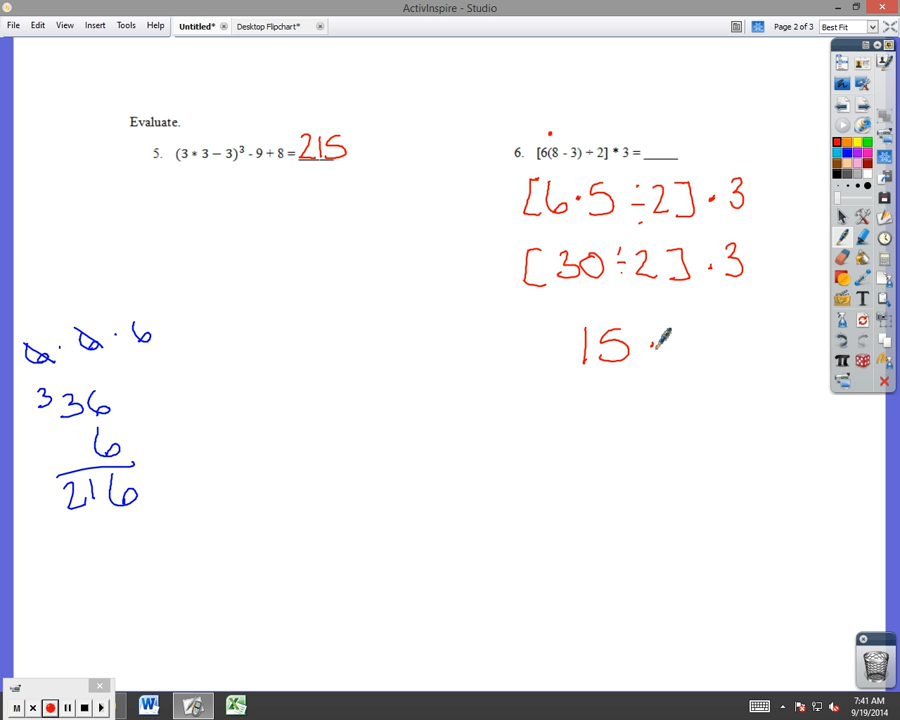 ActivInspire - Studio
File Edit View Insert Tools Help Untitled* Desktop Flipchart* Page 2 of 3 Best Fit
Evaluate.
5. (3 * 3 − 3)³ - 9 + 8 = 215
6. [6(8 - 3) ÷ 2] * 3 = _____
[6·5 ÷2] · 3
[30÷2] · 3
15 ·
6 · 6 · 6
3 36
6
216
M
7:41 AM
9/19/2014